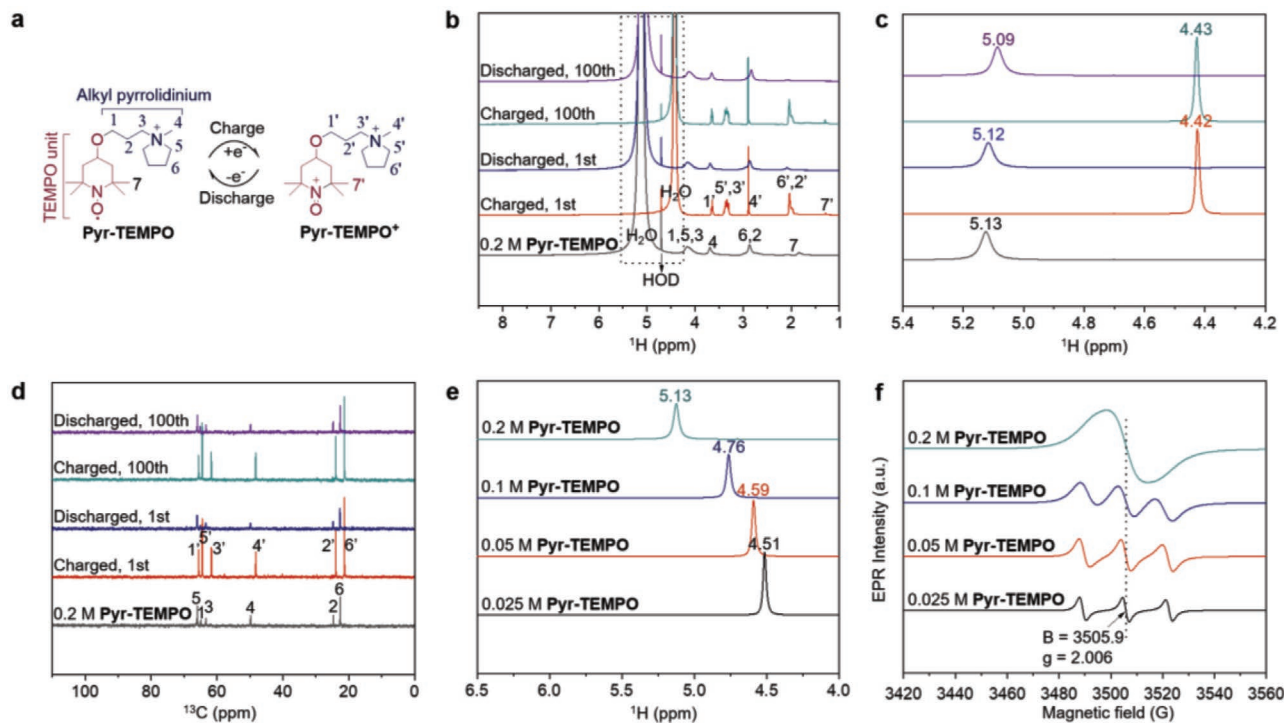 a
Alkyl pyrrolidinium
1 3 4
2 N +
5
6
O
TEMPO unit
7
N
O
Pyr-TEMPO
Charge
+e-
-e-
Discharge
1' 3' 4'
2' N +
5'
6'
O
7'
N +
O
Pyr-TEMPO+
b
Discharged, 100th
Charged, 100th
Discharged, 1st
Charged, 1st
0.2 M Pyr-TEMPO
H2O
1' 5',3' 4' 6',2' 7'
H2O 1,5,3 4 6,2 7
HOD
8 7 6 5 4 3 2 1
1H (ppm)
c
5.09 4.43
4.42
5.12
5.13
5.4 5.2 5.0 4.8 4.6 4.4 4.2
1H (ppm)
d
Discharged, 100th
Charged, 100th
Discharged, 1st
Charged, 1st
1' 5' 3' 4' 2' 6'
0.2 M Pyr-TEMPO
5 1 3 4 2 6
100 80 60 40 20 0
13C (ppm)
e
5.13
0.2 M Pyr-TEMPO
4.76
0.1 M Pyr-TEMPO
4.59
0.05 M Pyr-TEMPO
4.51
0.025 M Pyr-TEMPO
6.5 6.0 5.5 5.0 4.5 4.0
1H (ppm)
f
EPR Intensity (a.u.)
0.2 M Pyr-TEMPO
0.1 M Pyr-TEMPO
0.05 M Pyr-TEMPO
0.025 M Pyr-TEMPO
B = 3505.9
g = 2.006
3420 3440 3460 3480 3500 3520 3540 3560
Magnetic field (G)